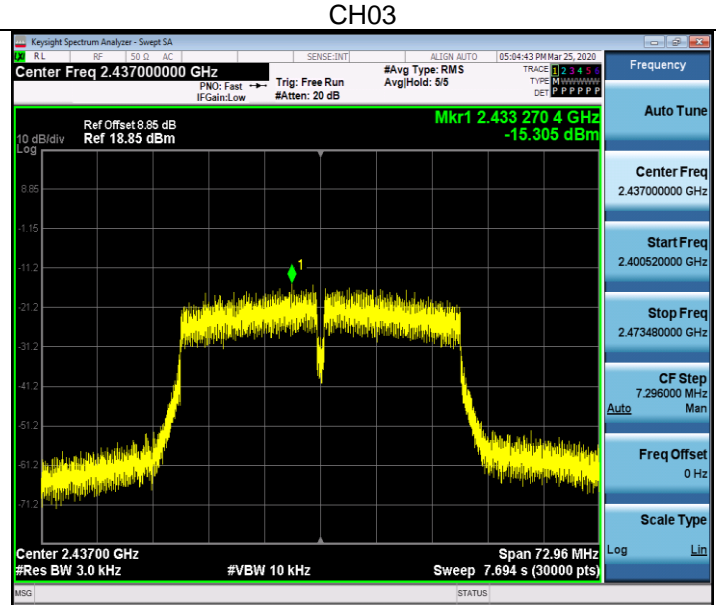 CH03
Keysight Spectrum Analyzer - Swept SA
RL RF 50 Ω AC SENSE:INT ALIGN AUTO 05:04:43 PM Mar 25, 2020
Center Freq 2.437000000 GHz
PNO: Fast
IFGain:Low
Trig: Free Run
#Atten: 20 dB
#Avg Type: RMS
Avg|Hold: 5/5
TRACE 1 2 3 4 5 6
TYPE M W W W W W
DET P P P P P P
Ref Offset 8.85 dB
10 dB/div Ref 18.85 dBm
Log
Mkr1 2.433 270 4 GHz
-15.305 dBm
8.85
-1.15
-11.2
-21.2
-31.2
-41.2
-51.2
-61.2
-71.2
1
Center 2.43700 GHz
Span 72.96 MHz
#Res BW 3.0 kHz
#VBW 10 kHz
Sweep 7.694 s (30000 pts)
MSG
STATUS
Frequency
Auto Tune
Center Freq
2.437000000 GHz
Start Freq
2.400520000 GHz
Stop Freq
2.473480000 GHz
CF Step
7.296000 MHz
Auto Man
Freq Offset
0 Hz
Scale Type
Log Lin